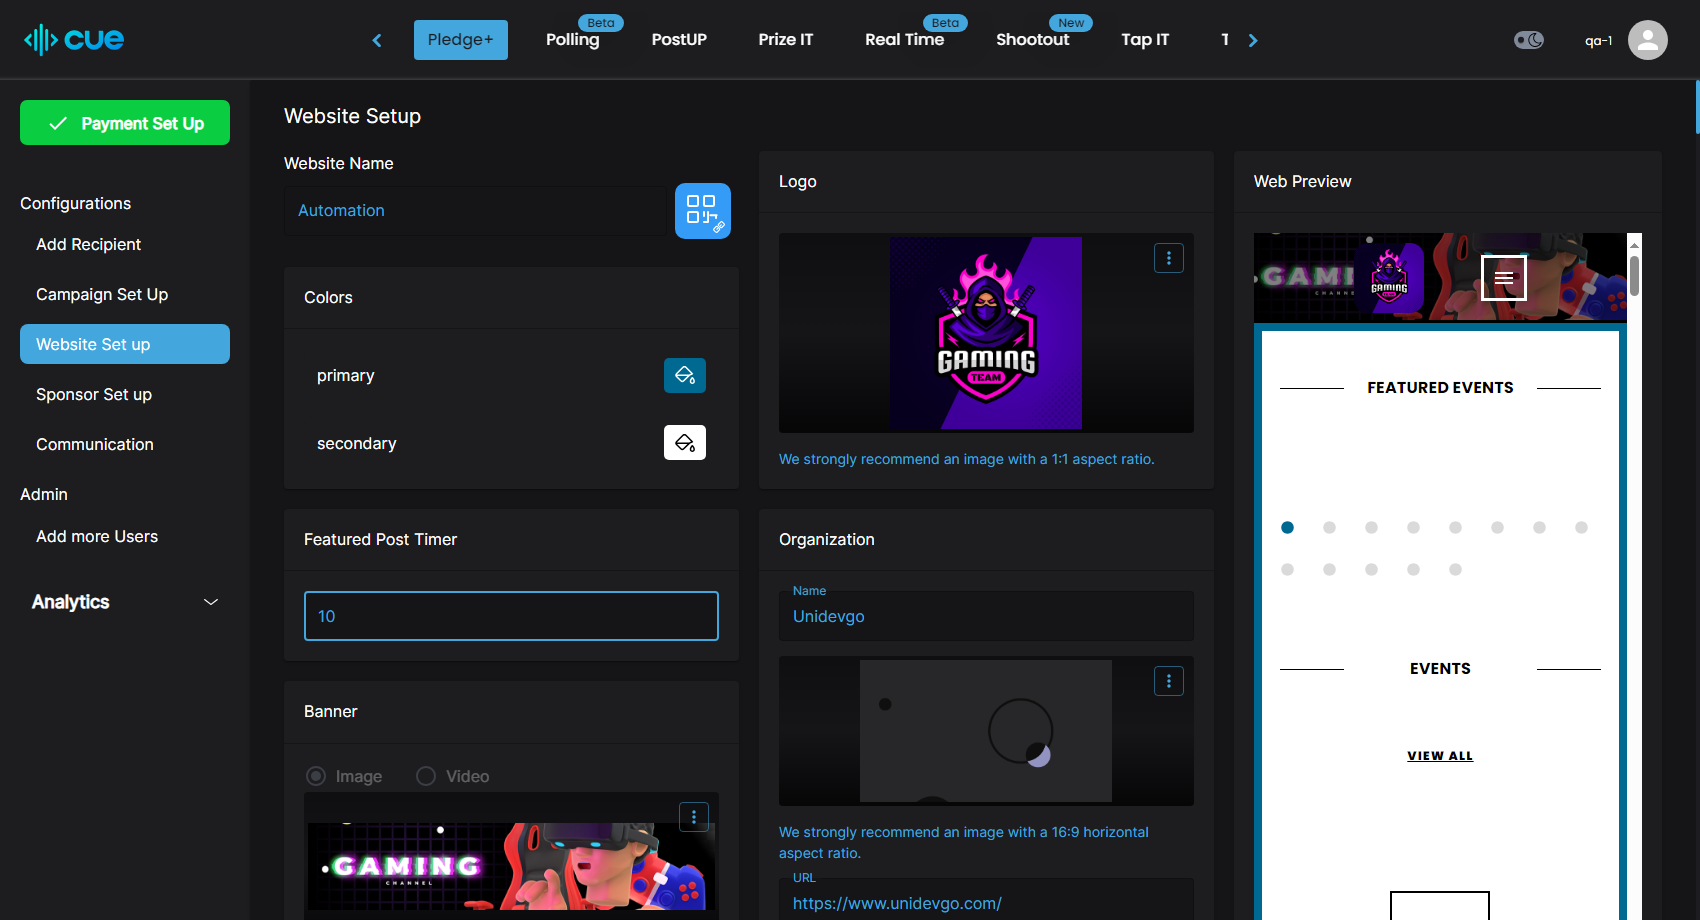 cue
Pledge+
Beta
Polling
PostUP
Prize IT
Beta
Real Time
New
Shootout
Tap IT
T
qa-1
Payment Set Up
Configurations
Add Recipient
Campaign Set Up
Website Set up
Sponsor Set up
Communication
Admin
Add more Users
Analytics
Website Setup
Website Name
Automation
Colors
primary
secondary
Featured Post Timer
10
Banner
Image
Video
GAMING
CHANNEL
Logo
GAMING
TEAM
We strongly recommend an image with a 1:1 aspect ratio.
Organization
Name
Unidevgo
We strongly recommend an image with a 16:9 horizontal
aspect ratio.
URL
https://www.unidevgo.com/
Web Preview
GAMING
TEAM
FEATURED EVENTS
EVENTS
VIEW ALL